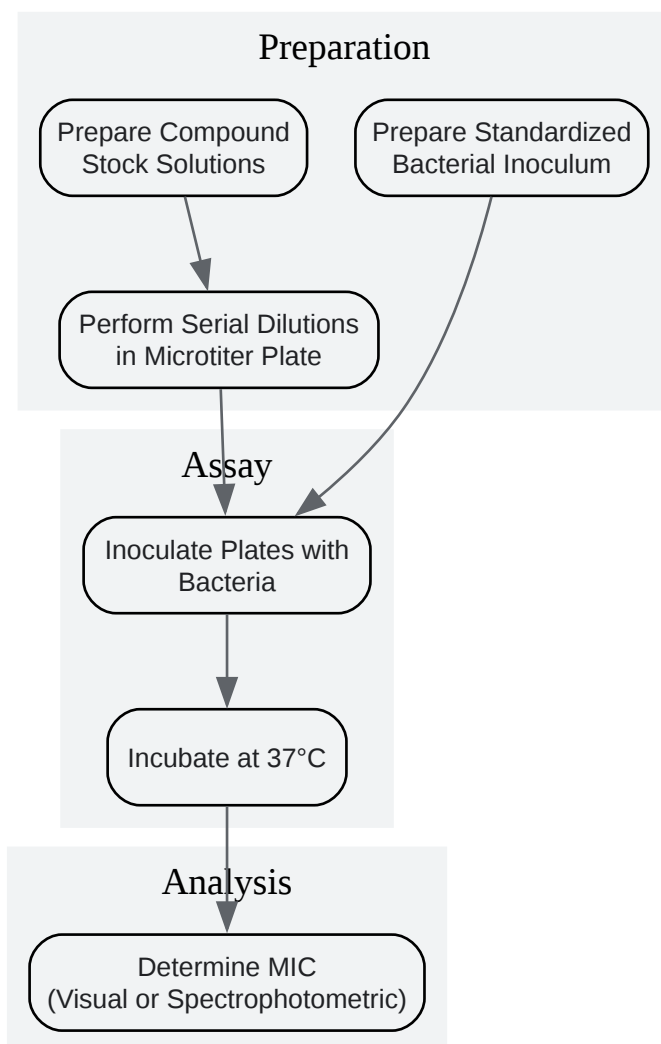 Preparation
Prepare Compound
Stock Solutions
Prepare Standardized
Bacterial Inoculum
Perform Serial Dilutions
in Microtiter Plate
Assay
Inoculate Plates with
Bacteria
Incubate at 37°C
Analysis
Determine MIC
(Visual or Spectrophotometric)